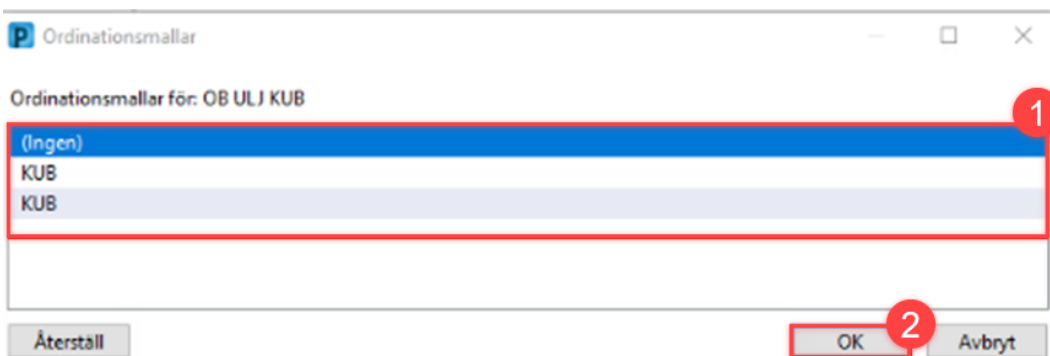 P Ordinationsmallar
Ordinationsmallar för: OB ULJ KUB
1
(Ingen)
KUB
KUB
2
Återställ OK Avbryt